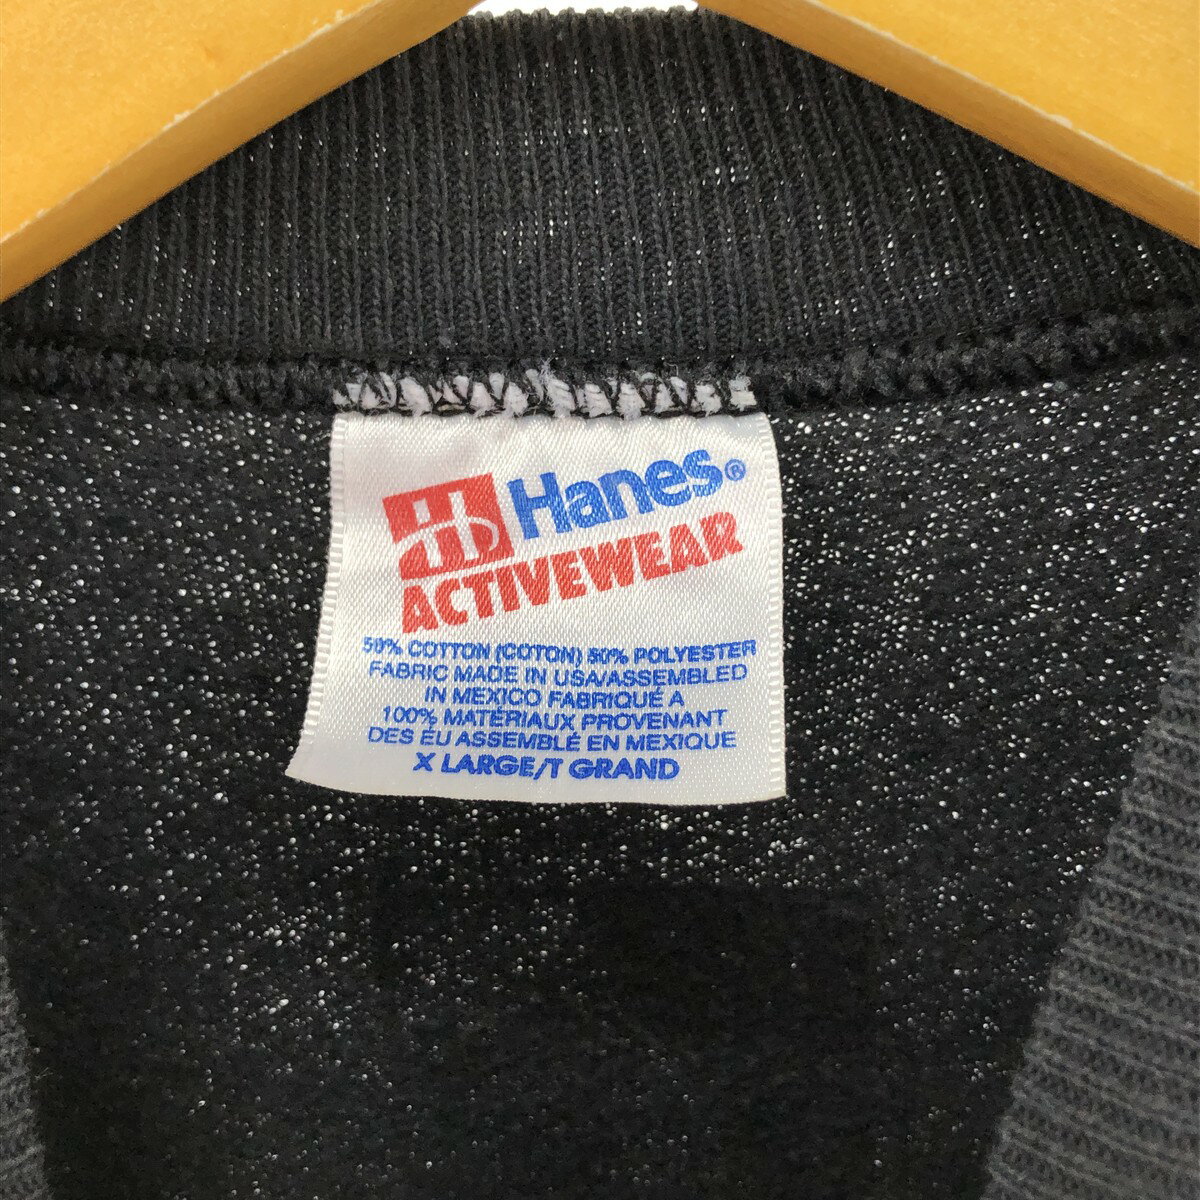 Hanes®
ACTIVEWEAR
50% COTTON (COTON) 50% POLYESTER
FABRIC MADE IN USA/ASSEMBLED
IN MEXICO FABRIQUÉ A
100% MATÉRIAUX PROVENANT
DES ÉU ASSEMBLÉ EN MEXIQUE
X LARGE/T GRAND